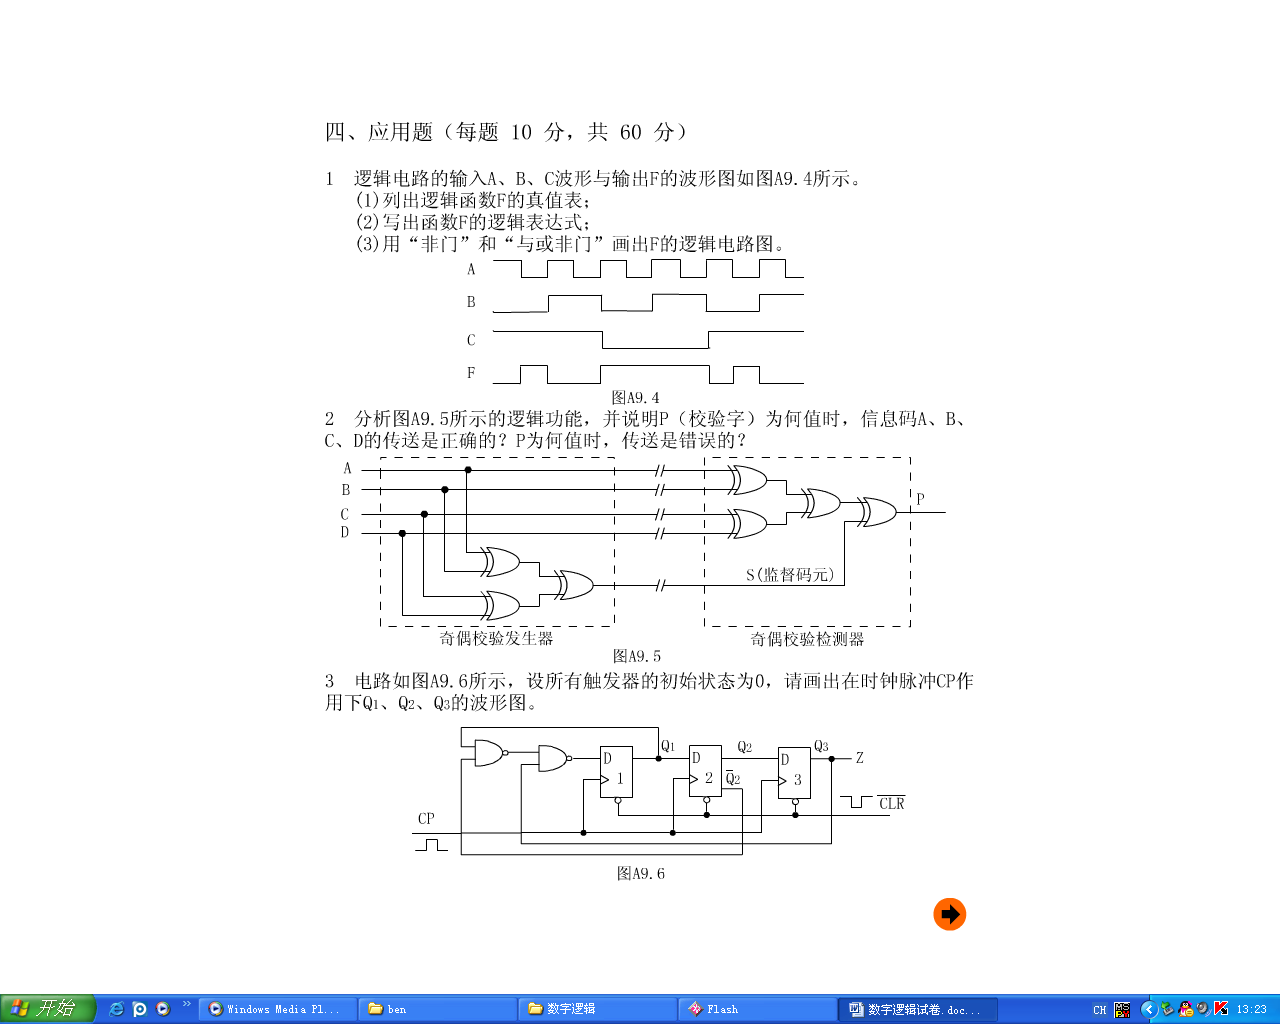 四、应用题（每题 10 分，共 60 分）
1 逻辑电路的输入A、B、C波形与输出F的波形图如图A9.4所示。
(1)列出逻辑函数F的真值表；
(2)写出函数F的逻辑表达式；
(3)用“非门”和“与或非门”画出F的逻辑电路图。
A
B
C
F
图A9.4
2 分析图A9.5所示的逻辑功能，并说明P（校验字）为何值时，信息码A、B、
C、D的传送是正确的？P为何值时，传送是错误的？
A
B
C
D
P
S(监督码元)
奇偶校验发生器
奇偶校验检测器
图A9.5
3 电路如图A9.6所示，设所有触发器的初始状态为0，请画出在时钟脉冲CP作
用下Q1、Q2、Q3的波形图。
D 1
Q1
D 2
Q2
Q̅2
D 3
Q3
Z
C̅L̅R̅
CP
图A9.6
开始
Windows Media Pl...
ben
数字逻辑
Flash
数字逻辑试卷.doc...
CH
13:23